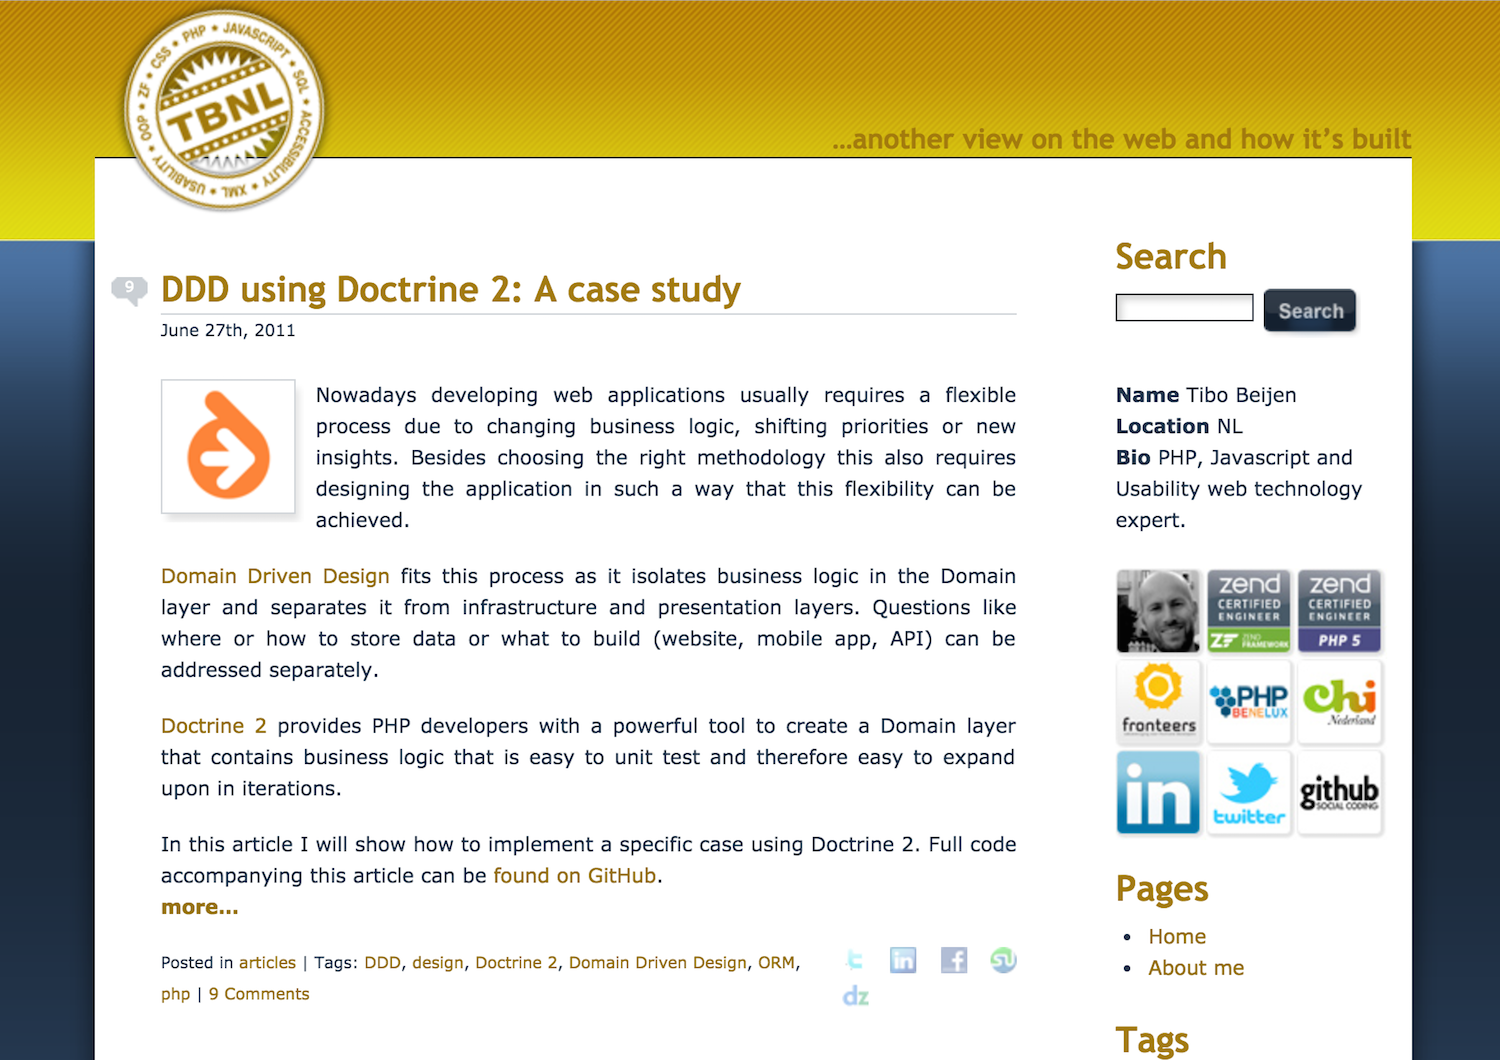 ZF • CSS • PHP • JAVASCRIPT • SQL • ACCESSIBILITY • XML • USABILITY • OOP •
TBNL
…another view on the web and how it’s built
9
DDD using Doctrine 2: A case study
June 27th, 2011
Nowadays developing web applications usually requires a flexible
process due to changing business logic, shifting priorities or new
insights. Besides choosing the right methodology this also requires
designing the application in such a way that this flexibility can be
achieved.
Domain Driven Design fits this process as it isolates business logic in the Domain
layer and separates it from infrastructure and presentation layers. Questions like
where or how to store data or what to build (website, mobile app, API) can be
addressed separately.
Doctrine 2 provides PHP developers with a powerful tool to create a Domain layer
that contains business logic that is easy to unit test and therefore easy to expand
upon in iterations.
In this article I will show how to implement a specific case using Doctrine 2. Full code
accompanying this article can be found on GitHub.
more...
Posted in articles | Tags: DDD, design, Doctrine 2, Domain Driven Design, ORM,
php | 9 Comments
in
f
dz
Search
Search
Name Tibo Beijen
Location NL
Bio PHP, Javascript and
Usability web technology
expert.
zend
CERTIFIED
ENGINEER
ZF ZEND
FRAMEWORK
zend
CERTIFIED
ENGINEER
PHP 5
fronteers
PHP
BENELUX
chi
Nederland
in
twitter
github
SOCIAL CODING
Pages
• Home
• About me
Tags